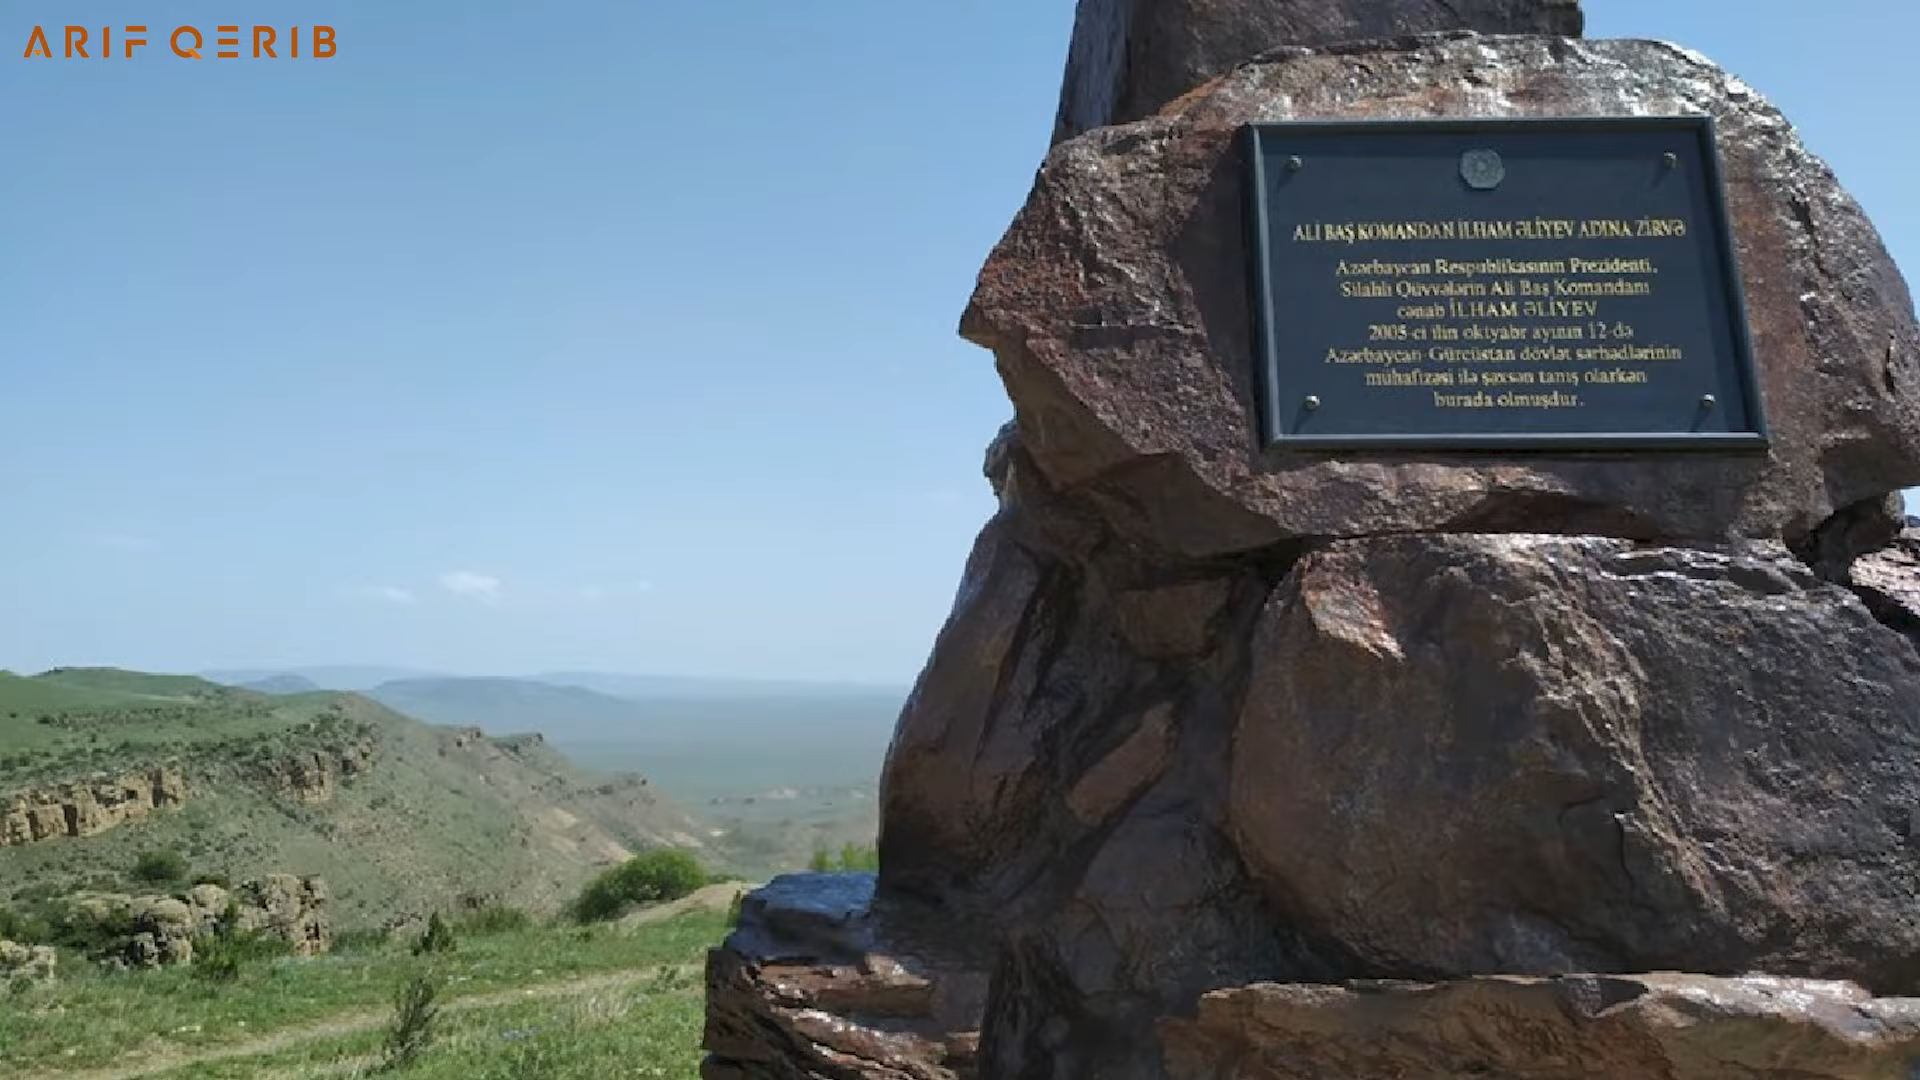 ARIF QERIB
ALİ BAŞ KOMANDAN İLHAM ƏLİYEV ADINA ZİRVƏ
Azərbaycan Respublikasının Prezidenti,
Silahlı Qüvvələrin Ali Baş Komandanı
cənab İLHAM ƏLİYEV
2005-ci ilin oktyabr ayının 12-də
Azərbaycan-Gürcüstan dövlət sərhədlərinin
mühafizəsi ilə şəxsən tanış olarkən
burada olmuşdur.